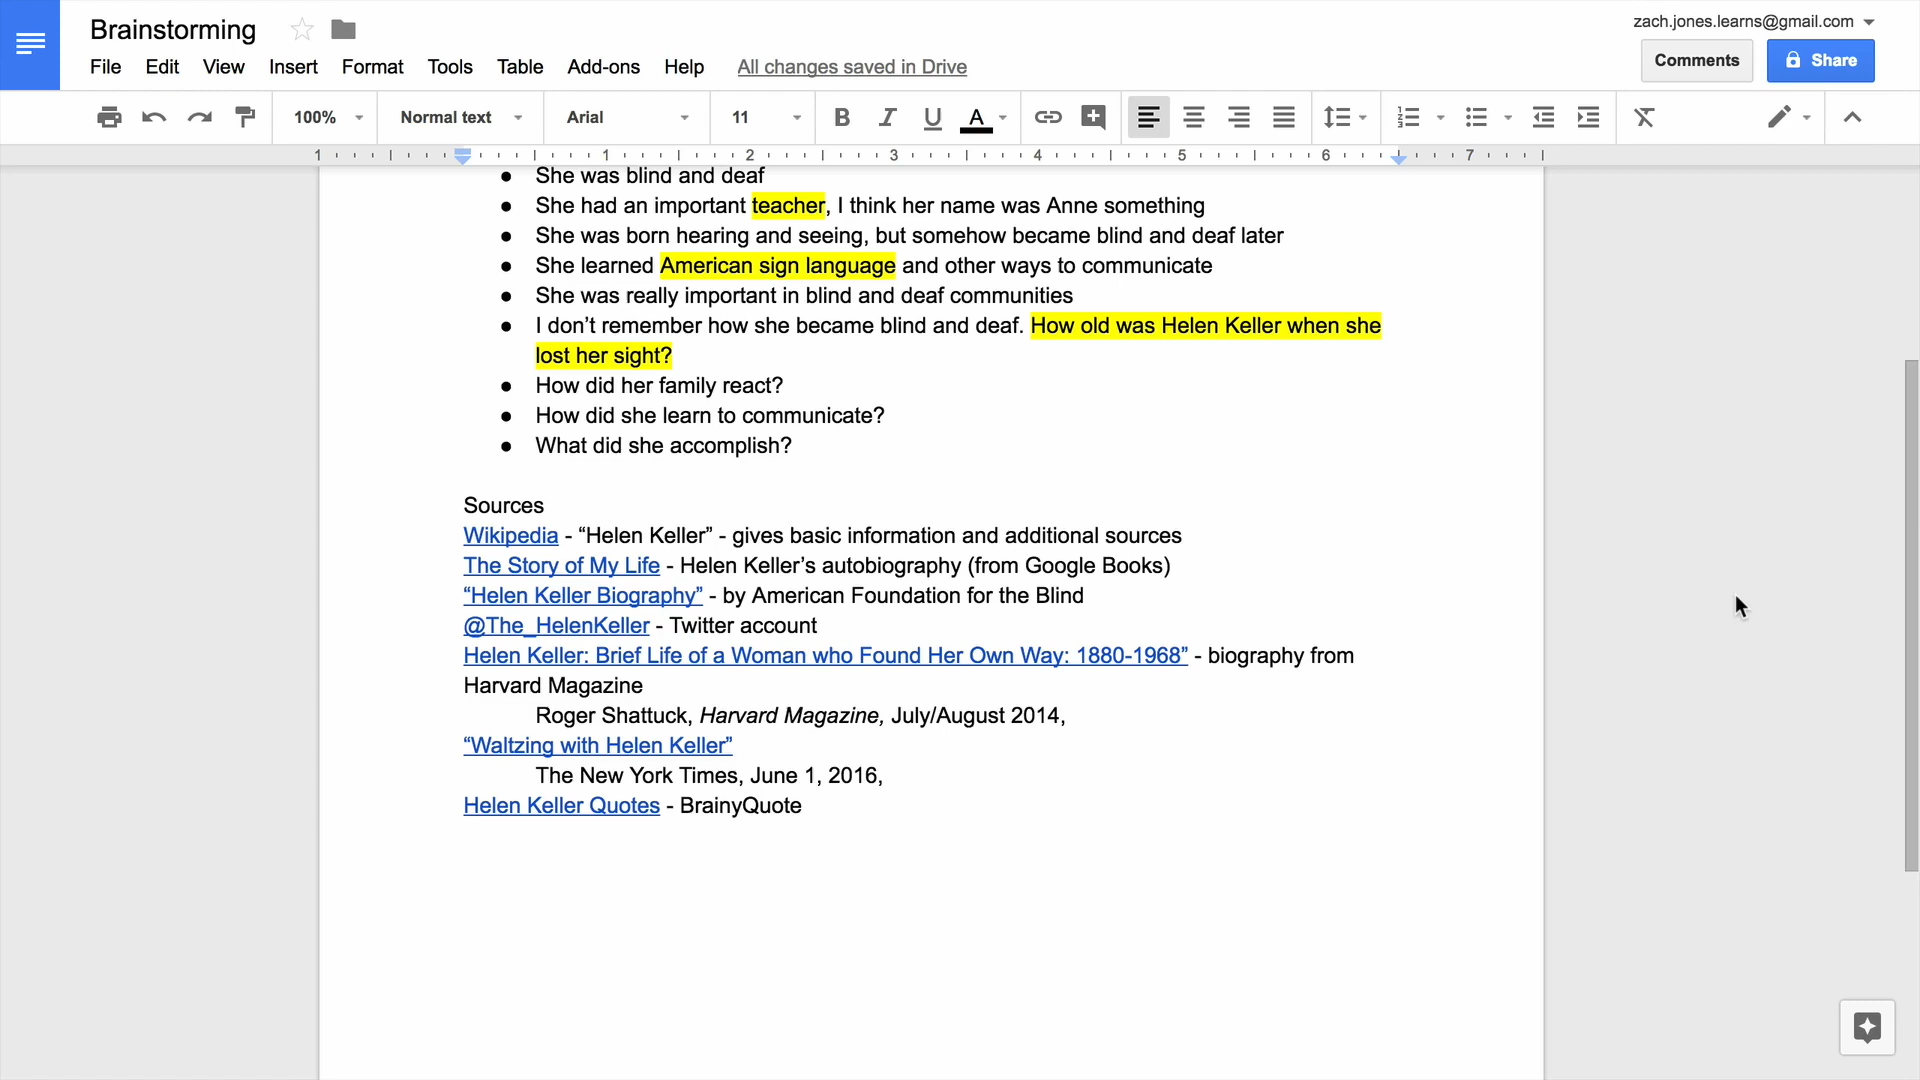 Brainstorming
zach.jones.learns@gmail.com
File Edit View Insert Format Tools Table Add-ons Help All changes saved in Drive
Comments
Share
100% Normal text Arial 11 B I U A
1 1 2 3 4 5 6 7
● She was blind and deaf
● She had an important teacher, I think her name was Anne something
● She was born hearing and seeing, but somehow became blind and deaf later
● She learned American sign language and other ways to communicate
● She was really important in blind and deaf communities
● I don’t remember how she became blind and deaf. How old was Helen Keller when she
lost her sight?
● How did her family react?
● How did she learn to communicate?
● What did she accomplish?
Sources
Wikipedia - “Helen Keller” - gives basic information and additional sources
The Story of My Life - Helen Keller’s autobiography (from Google Books)
“Helen Keller Biography” - by American Foundation for the Blind
@The_HelenKeller - Twitter account
Helen Keller: Brief Life of a Woman who Found Her Own Way: 1880-1968” - biography from
Harvard Magazine
Roger Shattuck, Harvard Magazine, July/August 2014,
“Waltzing with Helen Keller”
The New York Times, June 1, 2016,
Helen Keller Quotes - BrainyQuote